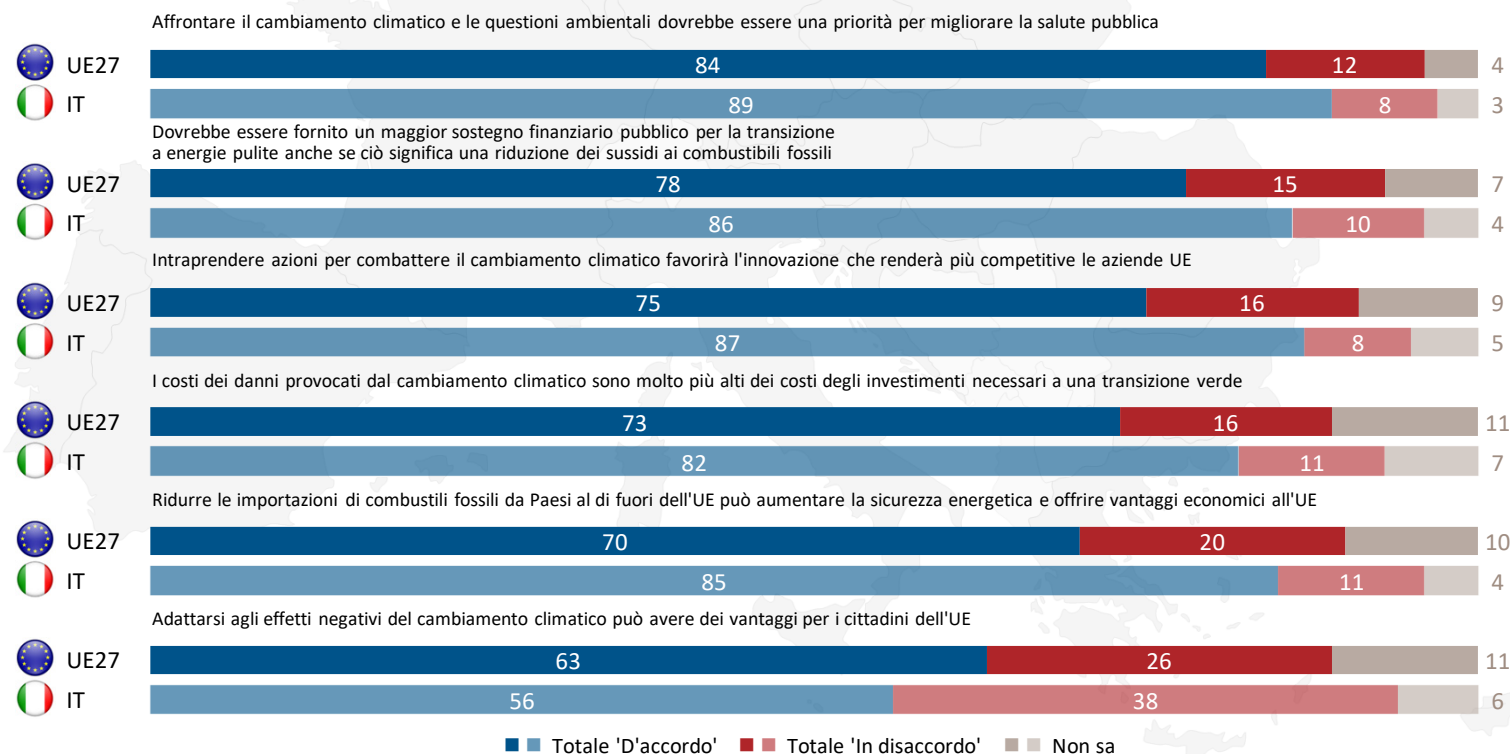 Affrontare il cambiamento climatico e le questioni ambientali dovrebbe essere una priorità per migliorare la salute pubblica
UE27 84 12 4
IT 89 8 3
Dovrebbe essere fornito un maggior sostegno finanziario pubblico per la transizione
a energie pulite anche se ciò significa una riduzione dei sussidi ai combustibili fossili
UE27 78 15 7
IT 86 10 4
Intraprendere azioni per combattere il cambiamento climatico favorirà l'innovazione che renderà più competitive le aziende UE
UE27 75 16 9
IT 87 8 5
I costi dei danni provocati dal cambiamento climatico sono molto più alti dei costi degli investimenti necessari a una transizione verde
UE27 73 16 11
IT 82 11 7
Ridurre le importazioni di combustili fossili da Paesi al di fuori dell'UE può aumentare la sicurezza energetica e offrire vantaggi economici all'UE
UE27 70 20 10
IT 85 11 4
Adattarsi agli effetti negativi del cambiamento climatico può avere dei vantaggi per i cittadini dell'UE
UE27 63 26 11
IT 56 38 6
Totale 'D'accordo' Totale 'In disaccordo' Non sa